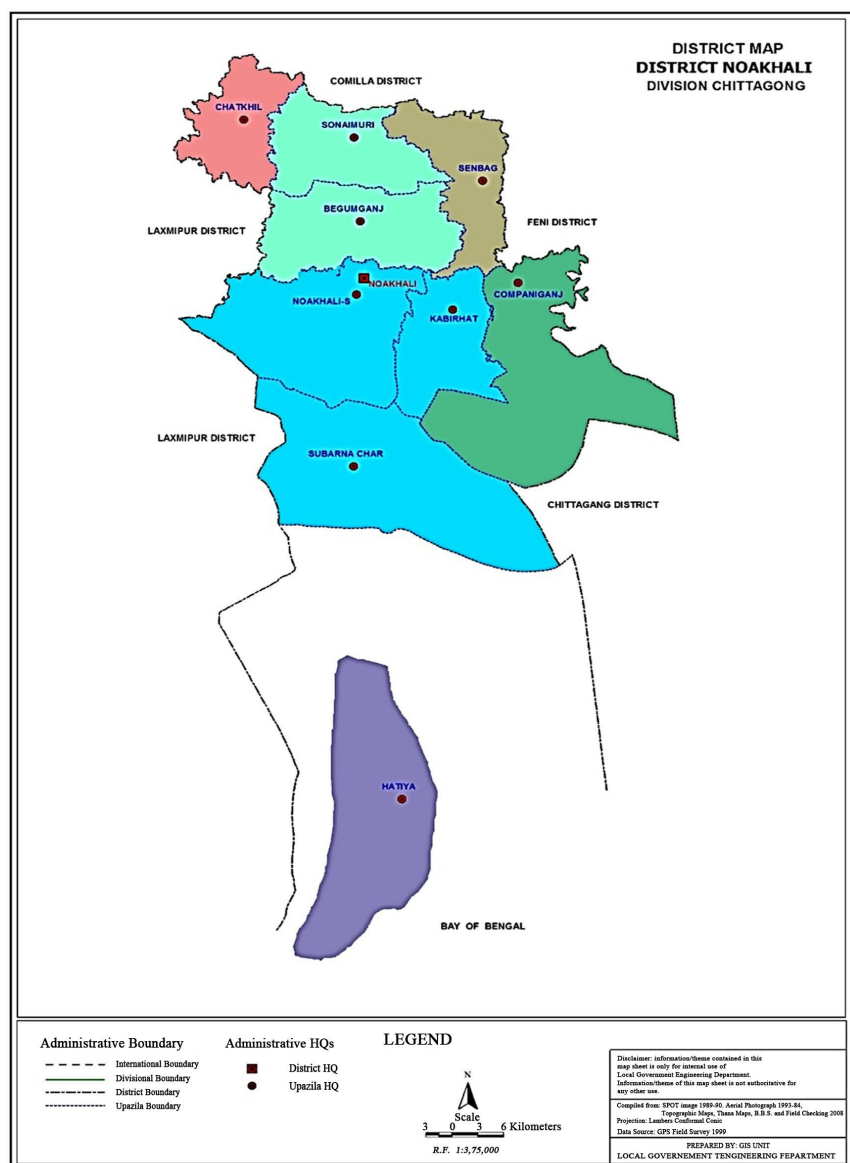 DISTRICT MAP
DISTRICT NOAKHALI
DIVISION CHITTAGONG
COMILLA DISTRICT
CHATKHIL
SONAIMURI
SENBAG
BEGUMGANJ
LAXMIPUR DISTRICT
FENI DISTRICT
NOAKHALI
COMPANIGANJ
NOAKHALI-S
KABIRHAT
LAXMIPUR DISTRICT
SUBARNA CHAR
CHITTAGANG DISTRICT
HATIYA
BAY OF BENGAL
LEGEND
Administrative Boundary
International Boundary
Divisional Boundary
District Boundary
Upazila Boundary
Administrative HQs
District HQ
Upazila HQ
N
Scale
3 0 3 6 Kilometers
R.F. 1:3,75,000
Disclaimer: information/theme contained in this
map sheet is only for internal use of
Local Government Engineering Department.
Information/theme of this map sheet is not authoritative for
any other use.
Compiled from: SPOT image 1989-90. Aerial Photograph 1993-84,
Topographic Maps, Thana Maps, B.B.S. and Field Checking 2008
Projection: Lambers Conformal Conic
Data Source: GPS Field Survey 1999
PREPARED BY: GIS UNIT
LOCAL GOVERNEMENT TENGINEERING FEPARTMENT